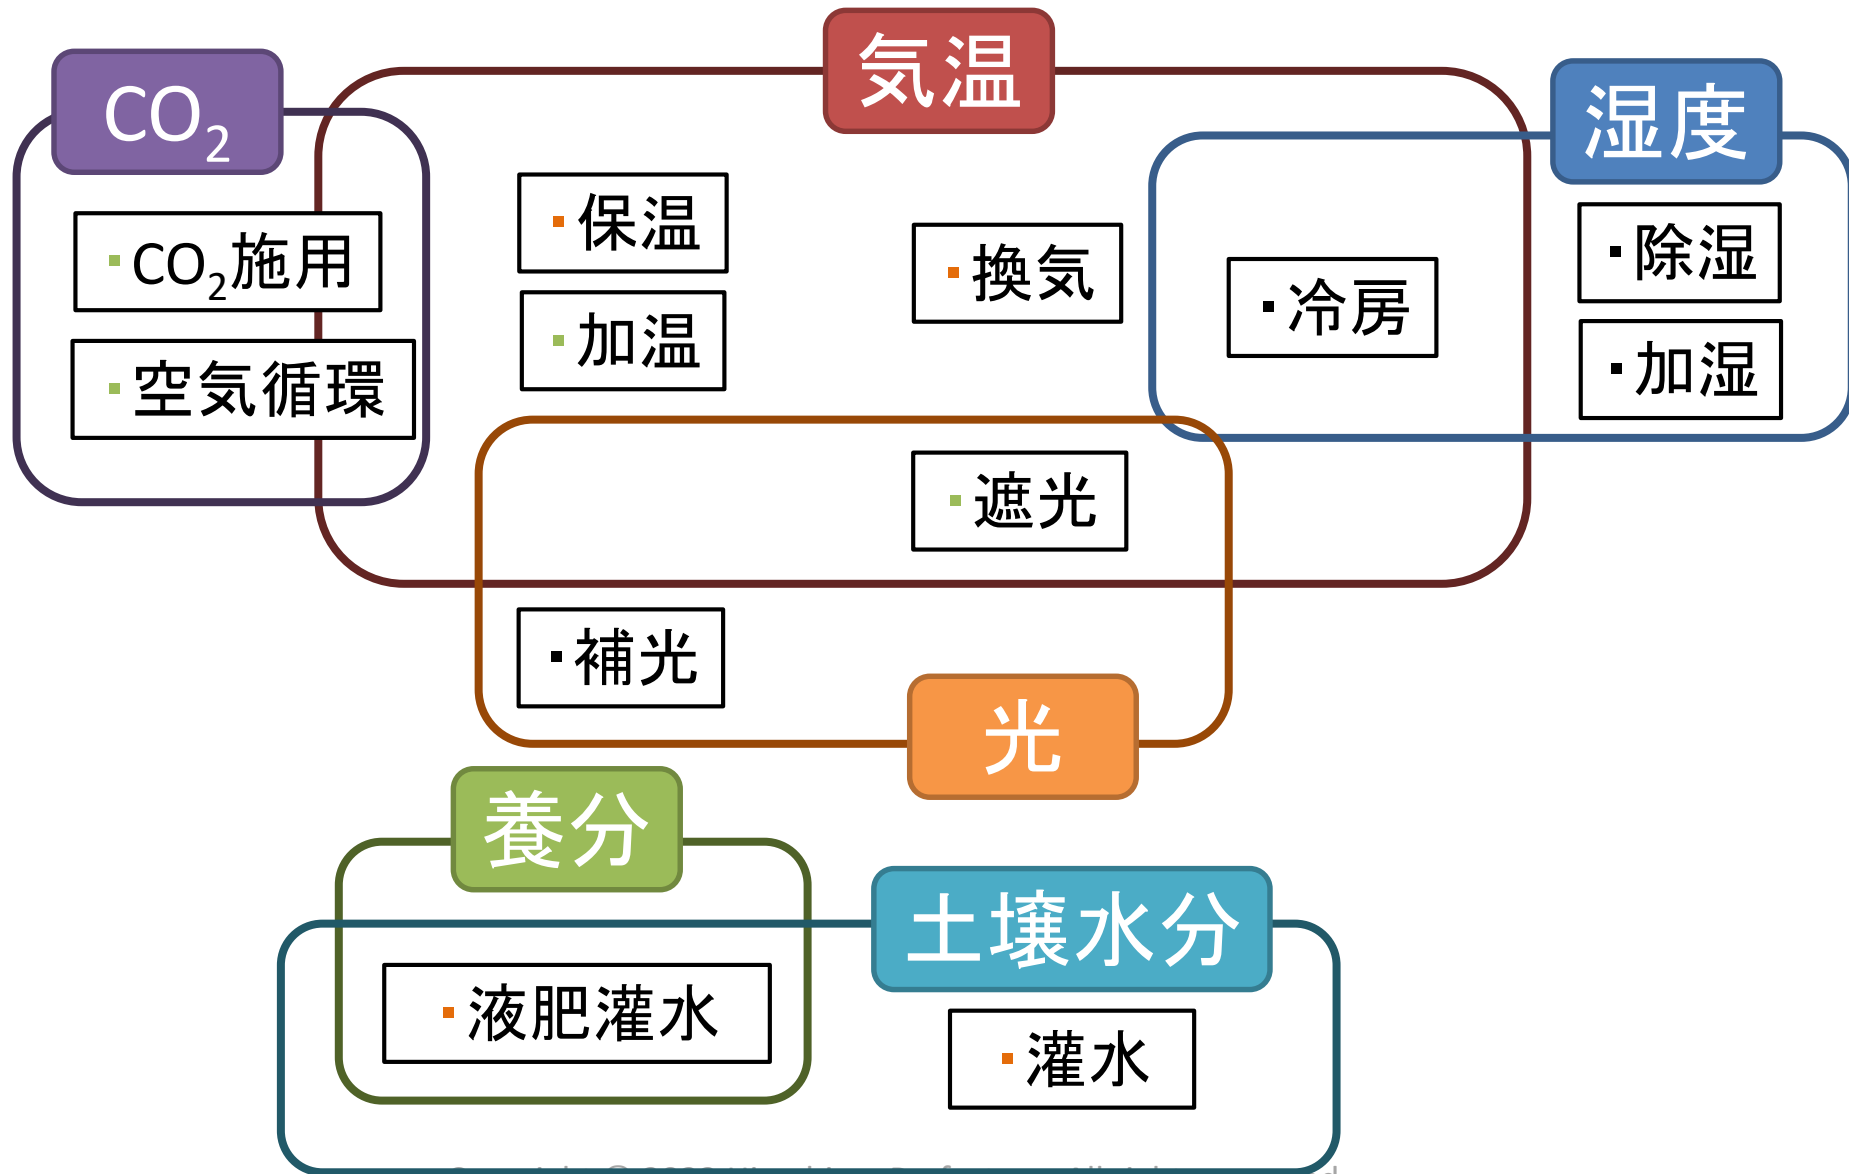 気温
CO₂
湿度
▪保温
▪除湿
▪CO₂施用
▪換気
▪冷房
▪加温
▪加湿
▪空気循環
▪遮光
▪補光
光
養分
土壌水分
▪液肥灌水
▪灌水